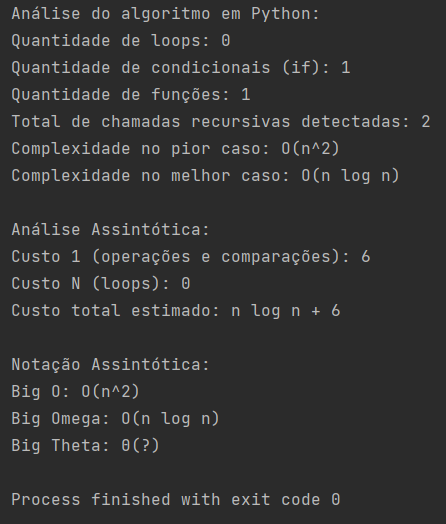 Análise do algoritmo em Python:
Quantidade de loops: 0
Quantidade de condicionais (if): 1
Quantidade de funções: 1
Total de chamadas recursivas detectadas: 2
Complexidade no pior caso: O(n^2)
Complexidade no melhor caso: O(n log n)

Análise Assintótica:
Custo 1 (operações e comparações): 6
Custo N (loops): 0
Custo total estimado: n log n + 6

Notação Assintótica:
Big O: O(n^2)
Big Omega: O(n log n)
Big Theta: θ(?)

Process finished with exit code 0